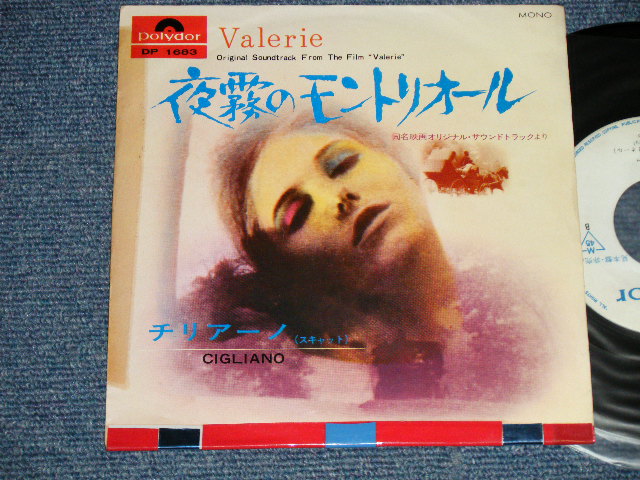 Polydor
DP 1683
MONO
Valerie
Original Soundtrack From The Film "Valerie"
夜霧のモントリオール
同名映画オリジナル・サウンドトラックより
チリアーノ(スキャット)
CIGLIANO
M
45
B